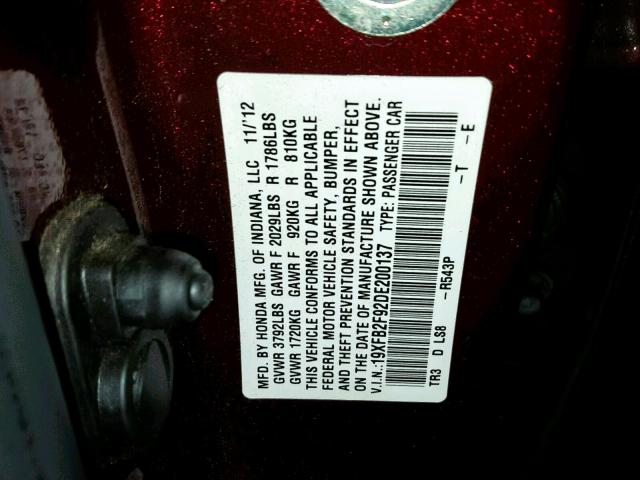 MFD. BY HONDA MFG. OF INDIANA, LLC 11/'12
GVWR 3792LBS GAWR F 2029LBS R 1786LBS
GVWR 1720KG GAWR F 920KG R 810KG
THIS VEHICLE CONFORMS TO ALL APPLICABLE
FEDERAL MOTOR VEHICLE SAFETY, BUMPER,
AND THEFT PREVENTION STANDARDS IN EFFECT
ON THE DATE OF MANUFACTURE SHOWN ABOVE.
V.I.N.:19XFB2F92DE200137 TYPE: PASSENGER CAR
TR3 D LS8 -R543P -T -E